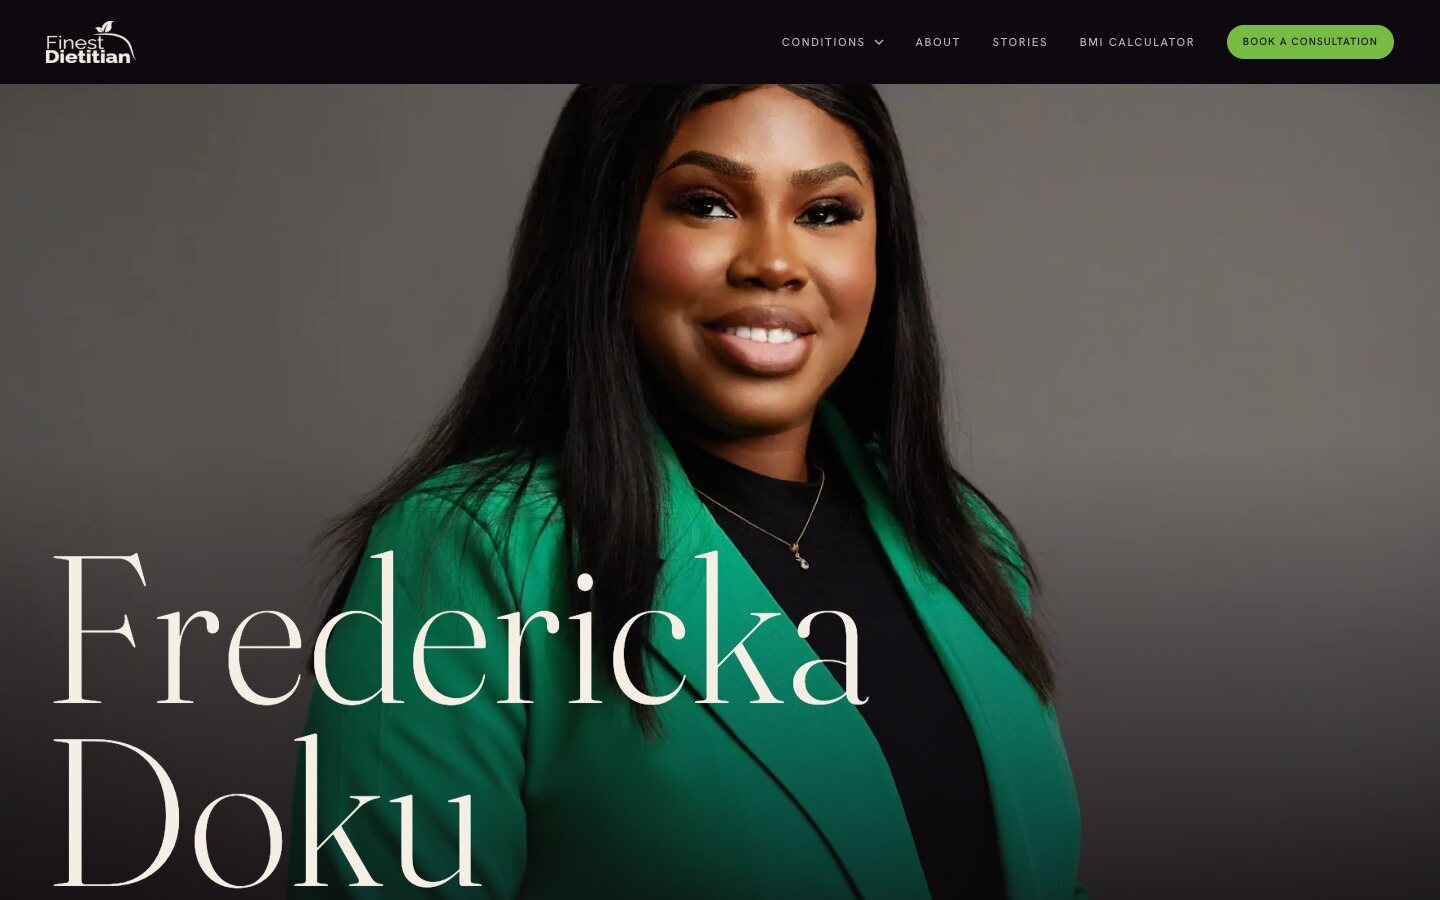 Finest
Dietitian
CONDITIONS
ABOUT
STORIES
BMI CALCULATOR
BOOK A CONSULTATION
Fredericka
Doku